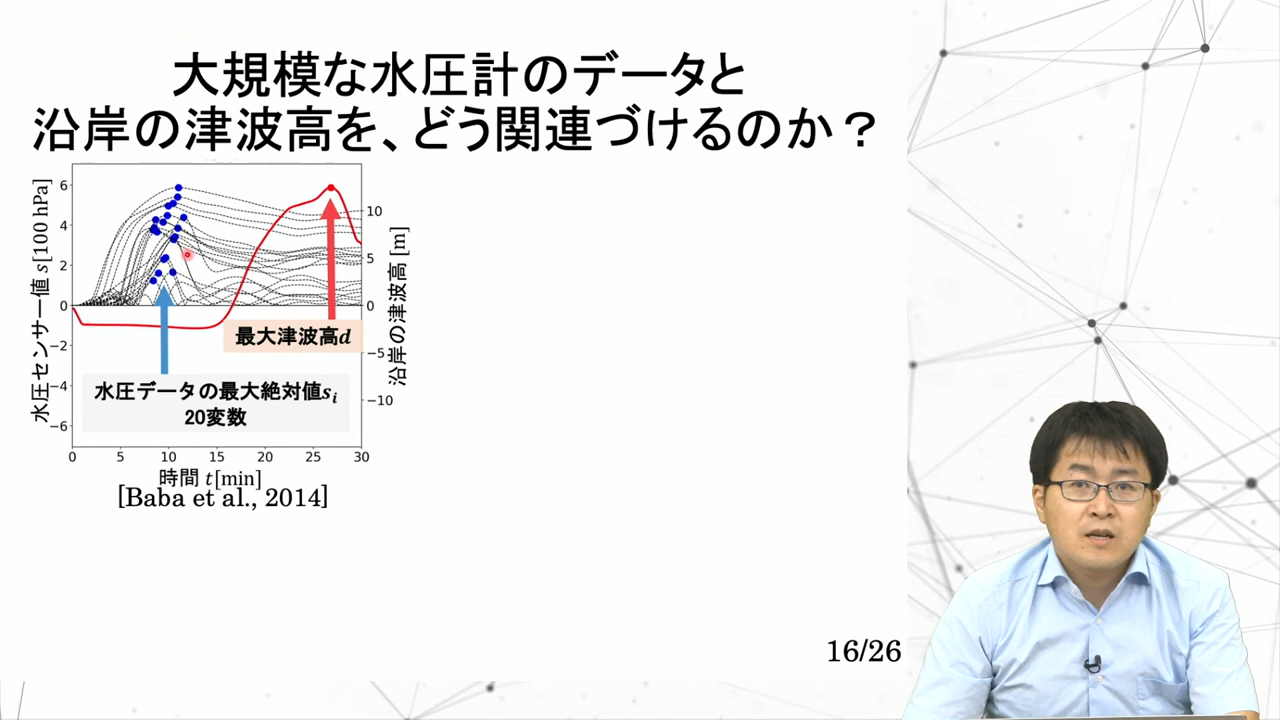 大規模な水圧計のデータと
沿岸の津波高を、どう関連づけるのか？
水圧センサー値 s[100 hPa]
6
4
2
0
−2
−4
−6
10
5
0
−5
−10
沿岸の津波高 [m]
最大津波高d
水圧データの最大絶対値sᵢ
20変数
0 5 10 15 20 25 30
時間 t[min]
[Baba et al., 2014]
16/26